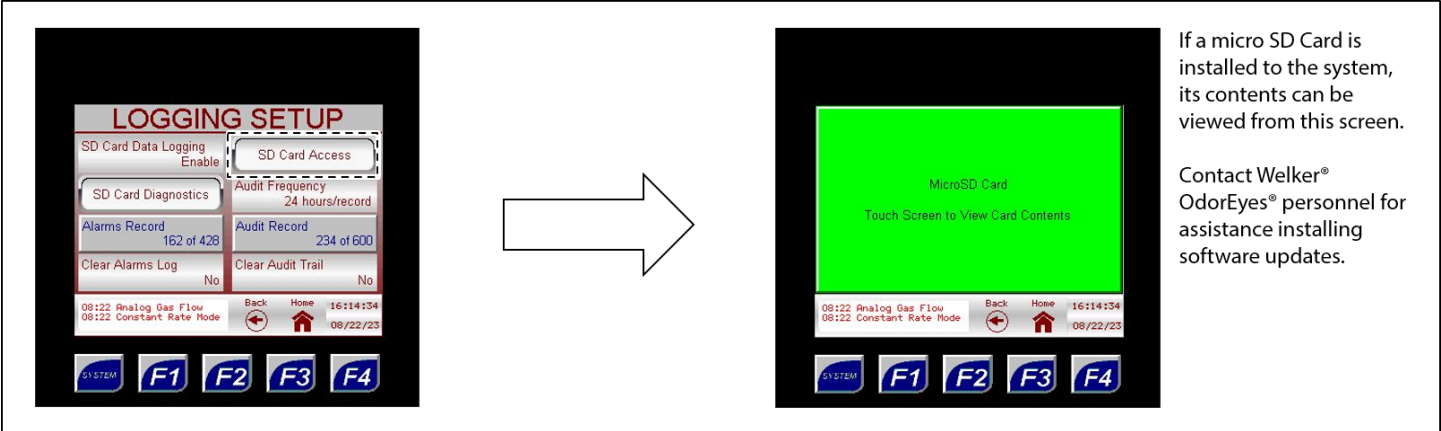 LOGGING SETUP
SD Card Data Logging
Enable
SD Card Access
SD Card Diagnostics
Audit Frequency
24 hours/record
Alarms Record
162 of 428
Audit Record
234 of 600
Clear Alarms Log
No
Clear Audit Trail
No
08:22 Analog Gas Flow
08:22 Constant Rate Mode
Back
Home
16:14:34
08/22/23
SYSTEM
F1
F2
F3
F4
MicroSD Card
Touch Screen to View Card Contents
08:22 Analog Gas Flow
08:22 Constant Rate Mode
Back
Home
16:14:34
08/22/23
SYSTEM
F1
F2
F3
F4
If a micro SD Card is
installed to the system,
its contents can be
viewed from this screen.
Contact Welker®
OdorEyes® personnel for
assistance installing
software updates.